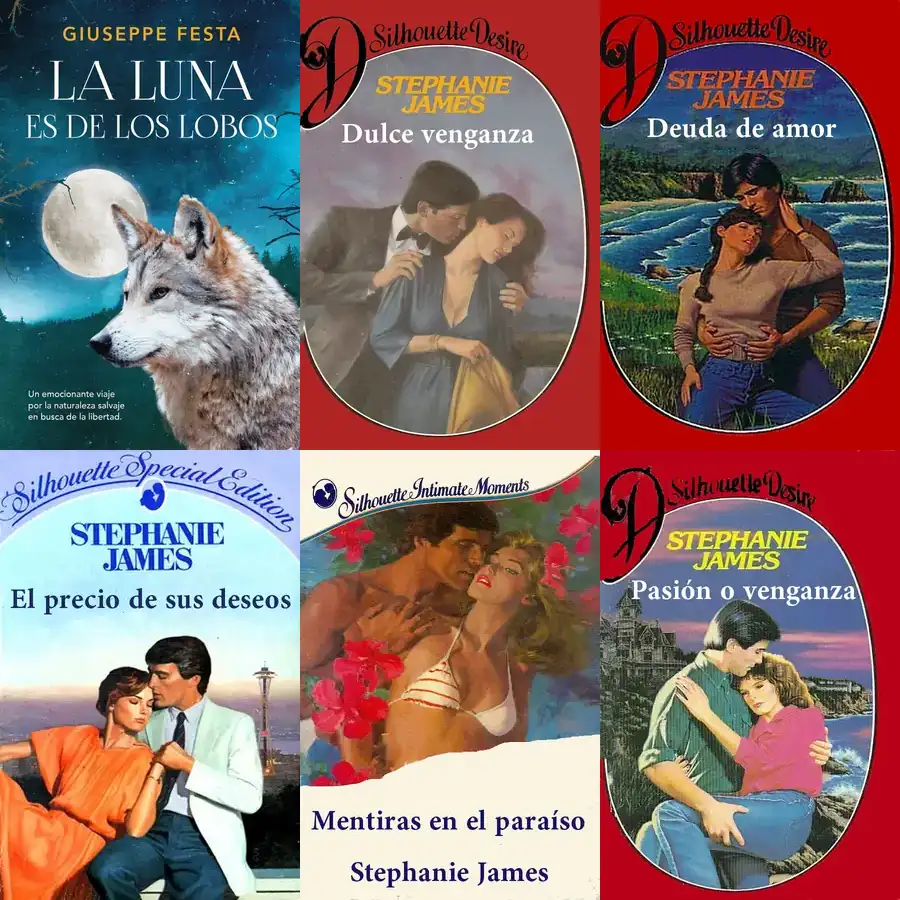 GIUSEPPE FESTA
LA LUNA
ES DE LOS LOBOS
Un emocionante viaje
por la naturaleza salvaje
en busca de la libertad.
D Silhouette Desire
STEPHANIE
JAMES
Dulce venganza
D Silhouette Desire
STEPHANIE
JAMES
Deuda de amor
Silhouette Special Edition
STEPHANIE
JAMES
El precio de sus deseos
Silhouette Intimate Moments
Mentiras en el paraíso
Stephanie James
D Silhouette Desire
STEPHANIE
JAMES
Pasión o venganza